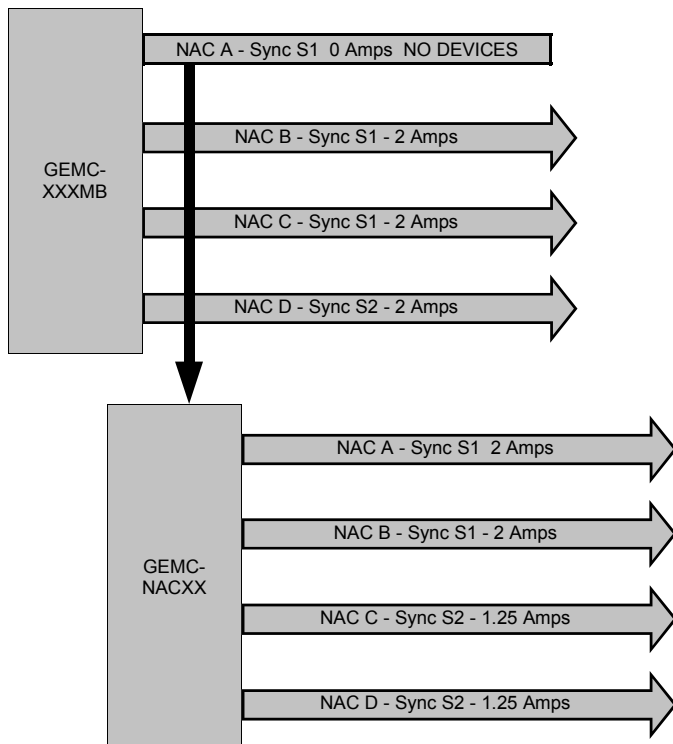 NAC A - Sync S1  0 Amps  NO DEVICES
NAC B - Sync S1 - 2 Amps
GEMC-
XXXMB
NAC C - Sync S1 - 2 Amps
NAC D - Sync S2 - 2 Amps
NAC A - Sync S1  2 Amps
NAC B - Sync S1 - 2 Amps
GEMC-
NACXX
NAC C - Sync S2 - 1.25 Amps
NAC D - Sync S2 - 1.25 Amps